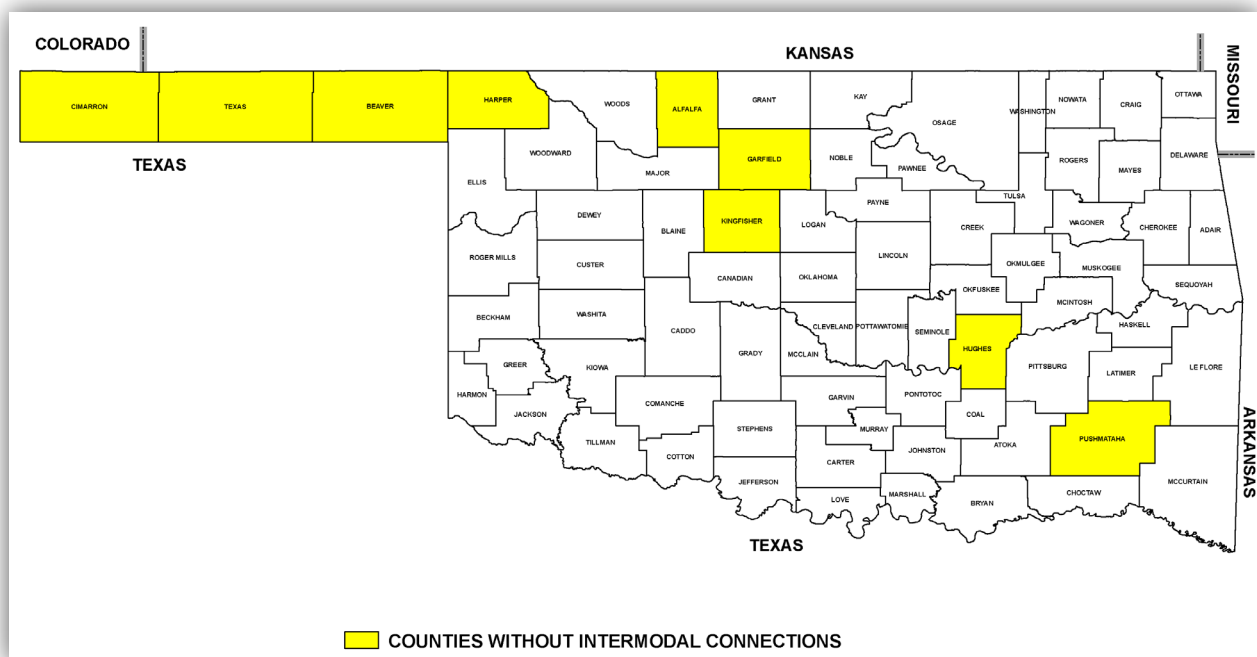 COLORADO
KANSAS
MISSOURI
CIMARRON
TEXAS
BEAVER
HARPER
WOODS
ALFALFA
GRANT
KAY
OSAGE
WASHINGTON
NOWATA
CRAIG
OTTAWA
TEXAS
WOODWARD
MAJOR
GARFIELD
NOBLE
PAWNEE
ROGERS
MAYES
DELAWARE
ELLIS
DEWEY
BLAINE
KINGFISHER
LOGAN
PAYNE
CREEK
TULSA
WAGONER
CHEROKEE
ADAIR
ROGER MILLS
CUSTER
CANADIAN
OKLAHOMA
LINCOLN
OKFUSKEE
OKMULGEE
MUSKOGEE
SEQUOYAH
BECKHAM
WASHITA
CADDO
GRADY
MCCLAIN
CLEVELAND
POTTAWATOMIE
SEMINOLE
HUGHES
MCINTOSH
HASKELL
PITTSBURG
LATIMER
LE FLORE
HARMON
GREER
KIOWA
JACKSON
COMANCHE
GARVIN
PONTOTOC
COAL
TILLMAN
COTTON
STEPHENS
MURRAY
CARTER
JOHNSTON
ATOKA
PUSHMATAHA
ARKANSAS
JEFFERSON
LOVE
MARSHALL
BRYAN
CHOCTAW
MCCURTAIN
TEXAS
COUNTIES WITHOUT INTERMODAL CONNECTIONS